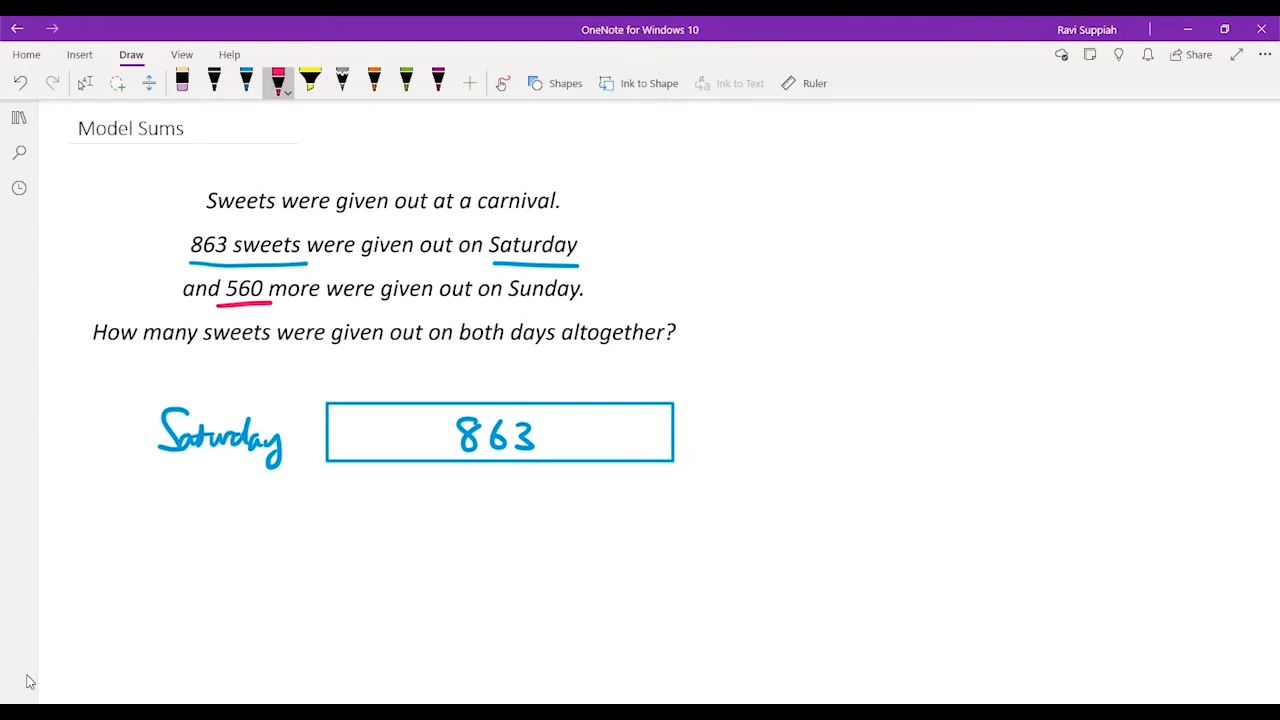 OneNote for Windows 10
Ravi Suppiah
Home Insert Draw View Help
Share
Shapes Ink to Shape Ink to Text Ruler
Model Sums
Sweets were given out at a carnival.
863 sweets were given out on Saturday
and 560 more were given out on Sunday.
How many sweets were given out on both days altogether?
Saturday 863